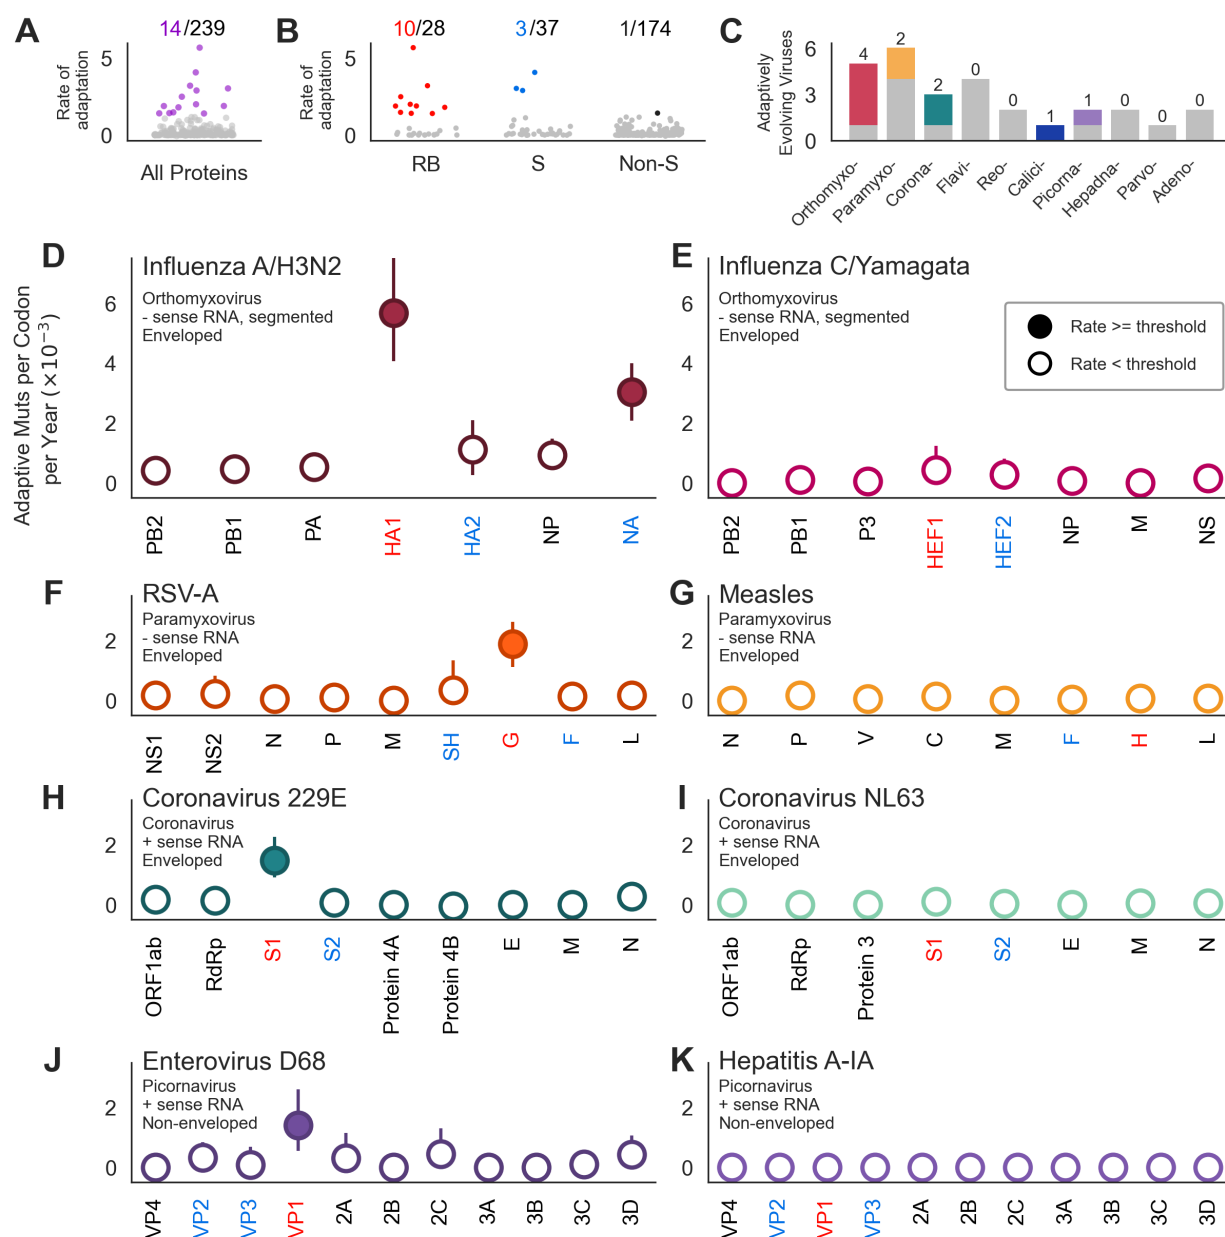 A
14/239
Rate of
adaptation
5
0
All Proteins
B
10/28
3/37
1/174
Rate of
adaptation
5
0
RB
S
Non-S
C
Adaptively
Evolving Viruses
6
3
0
4
2
2
0
0
1
1
0
0
0
Orthomyxo-
Paramyxo-
Corona-
Flavi-
Reo-
Calici-
Picorna-
Hepadna-
Parvo-
Adeno-
Adaptive Muts per Codon
per Year (×10⁻³)
D
Influenza A/H3N2
Orthomyxovirus
- sense RNA, segmented
Enveloped
6
4
2
0
PB2
PB1
PA
HA1
HA2
NP
NA
E
Influenza C/Yamagata
Orthomyxovirus
- sense RNA, segmented
Enveloped
Rate >= threshold
Rate < threshold
6
4
2
0
PB2
PB1
P3
HEF1
HEF2
NP
M
NS
F
RSV-A
Paramyxovirus
- sense RNA
Enveloped
2
0
NS1
NS2
N
P
M
SH
G
F
L
G
Measles
Paramyxovirus
- sense RNA
Enveloped
2
0
N
P
V
C
M
F
H
L
H
Coronavirus 229E
Coronavirus
+ sense RNA
Enveloped
2
0
ORF1ab
RdRp
S1
S2
Protein 4A
Protein 4B
E
M
N
I
Coronavirus NL63
Coronavirus
+ sense RNA
Enveloped
2
0
ORF1ab
RdRp
Protein 3
S1
S2
E
M
N
J
Enterovirus D68
Picornavirus
+ sense RNA
Non-enveloped
2
0
VP4
VP2
VP3
VP1
2A
2B
2C
3A
3B
3C
3D
K
Hepatitis A-IA
Picornavirus
+ sense RNA
Non-enveloped
2
0
VP4
VP2
VP1
VP3
2A
2B
2C
3A
3B
3C
3D